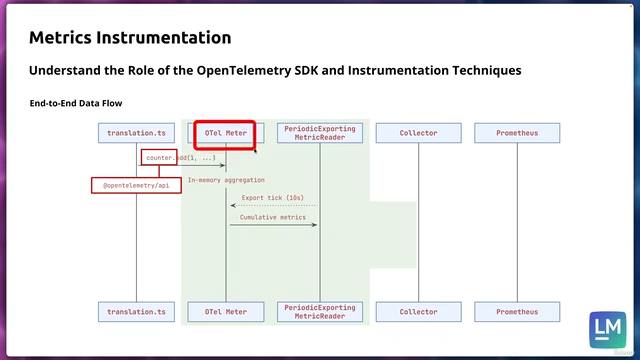 Metrics Instrumentation
Understand the Role of the OpenTelemetry SDK and Instrumentation Techniques
End-to-End Data Flow
translation.ts
OTel Meter
PeriodicExporting
MetricReader
Collector
Prometheus
counter.add(1, ...)
@opentelemetry/api
In-memory aggregation
Export tick (10s)
Cumulative metrics
translation.ts
OTel Meter
PeriodicExporting
MetricReader
Collector
Prometheus
LM